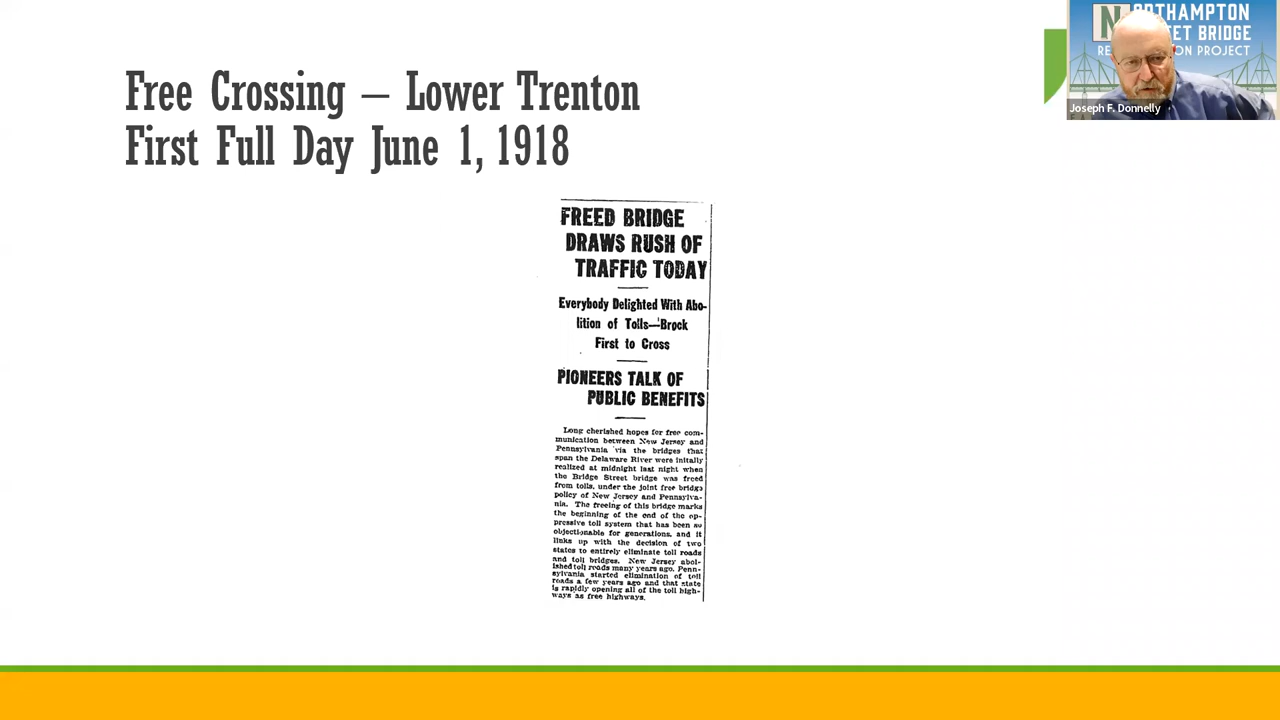 Free Crossing – Lower Trenton
First Full Day June 1, 1918
FREED BRIDGE
DRAWS RUSH OF
TRAFFIC TODAY
Everybody Delighted With Abo-
lition of Tolls—Brock
First to Cross
PIONEERS TALK OF
PUBLIC BENEFITS
Long cherished hopes for free com-
munication between New Jersey and
Pennsylvania via the bridges that
span the Delaware River were initally
realized at midnight last night when
the Bridge Street bridge was freed
from tolls, under the joint free bridge
policy of New Jersey and Pennsylva-
nia. The freeing of this bridge marks
the beginning of the end of the op-
pressive toll system that has been so
objectionable for generations, and it
links up with the decision of two
states to entirely eliminate toll roads
and toll bridges. New Jersey abol-
ished toll roads many years ago. Penn-
sylvania started elimination of toll
roads a few years ago and that state
is rapidly opening all of the toll high-
ways as free highways.
N
ORTHAMPTON
EET BRIDGE
RE ON PROJECT
Joseph F. Donnelly